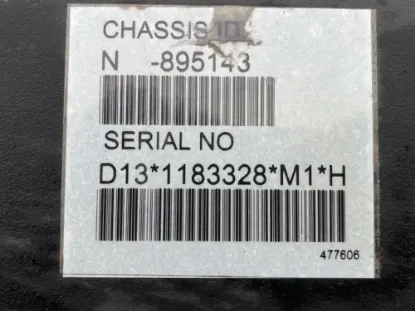 CHASSIS ID
N -895143
SERIAL NO
D13*1183328*M1*H
477606